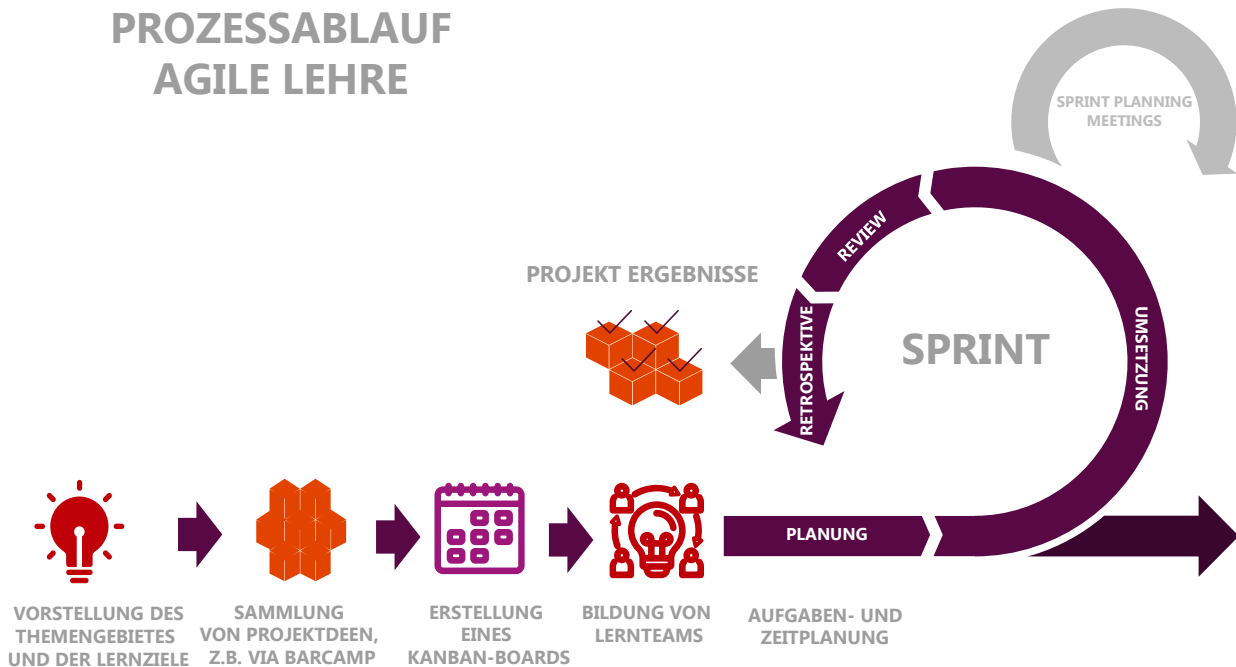 PROZESSABLAUF
AGILE LEHRE
SPRINT PLANNING
MEETINGS
REVIEW
PROJEKT ERGEBNISSE
RETROSPEKTIVE
SPRINT
UMSETZUNG
PLANUNG
VORSTELLUNG DES
THEMENGEBIETES
UND DER LERNZIELE
SAMMLUNG
VON PROJEKTDEEN,
Z.B. VIA BARCAMP
ERSTELLUNG
EINES
KANBAN-BOARDS
BILDUNG VON
LERNTEAMS
AUFGABEN- UND
ZEITPLANUNG